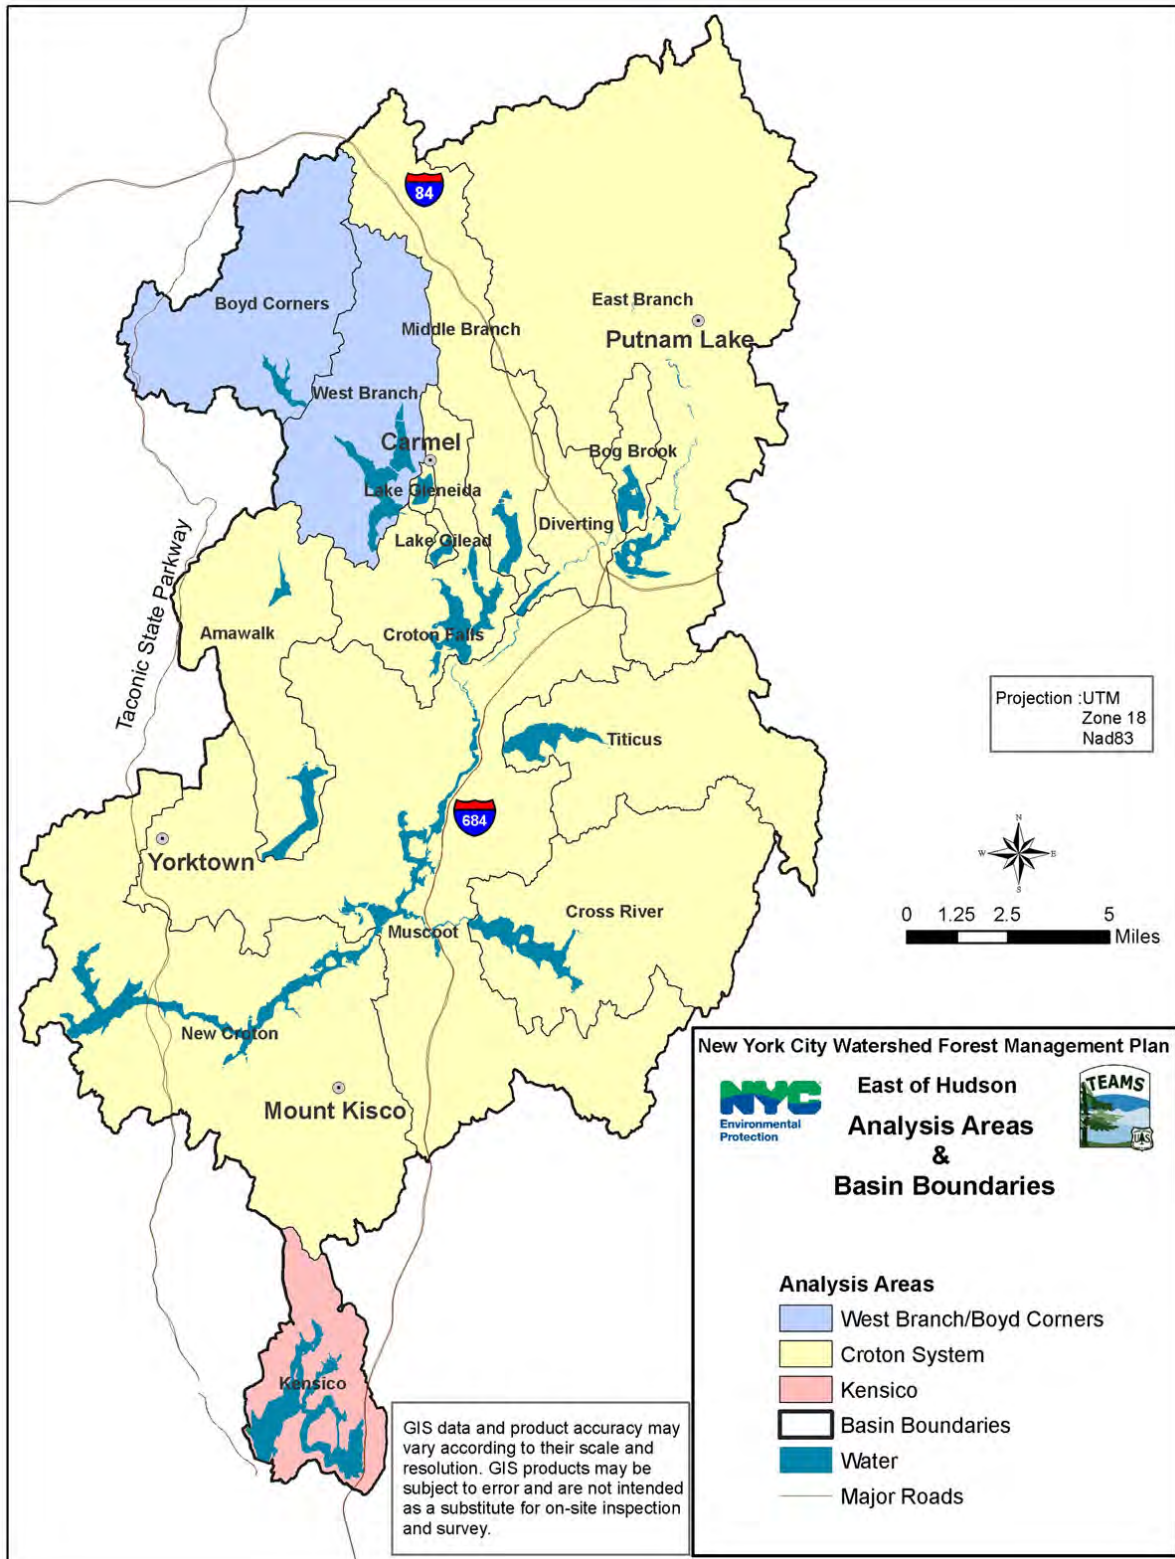 84
Boyd Corners
East Branch
Putnam Lake
Middle Branch
West Branch
Carmel
Bog Brook
Lake Gleneida
Diverting
Lake Gilead
Taconic State Parkway
Amawalk
Croton Falls
Projection :UTM
Zone 18
Nad83
Titicus
684
N
W E
S
Yorktown
Cross River
0 1.25 2.5 5
Miles
Muscoot
New Croton
Mount Kisco
New York City Watershed Forest Management Plan
NYC
Environmental
Protection
East of Hudson
Analysis Areas
&
Basin Boundaries
TEAMS
Analysis Areas
West Branch/Boyd Corners
Croton System
Kensico
Basin Boundaries
Water
Major Roads
Kensico
GIS data and product accuracy may
vary according to their scale and
resolution. GIS products may be
subject to error and are not intended
as a substitute for on-site inspection
and survey.